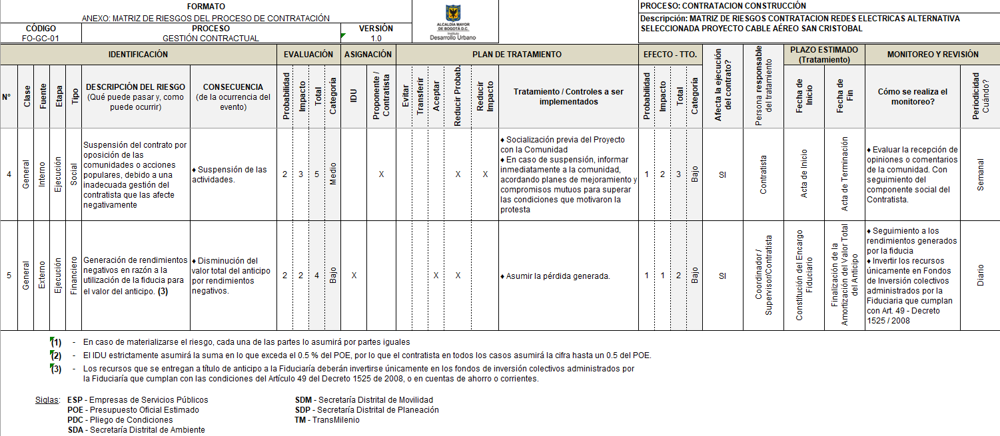 FORMATO
ANEXO: MATRIZ DE RIESGOS DEL PROCESO DE CONTRATACIÓN
CÓDIGO
FO-GC-01
PROCESO
GESTIÓN CONTRACTUAL
VERSIÓN
1.0
ALCALDÍA MAYOR
DE BOGOTÁ D.C.
Instituto
Desarrollo Urbano
PROCESO: CONTRATACION CONSTRUCCIÓN
Descripción: MATRIZ DE RIESGOS CONTRATACION REDES ELECTRICAS ALTERNATIVA
SELECCIONADA PROYECTO CABLE AÉREO SAN CRISTOBAL
IDENTIFICACIÓN
EVALUACIÓN
ASIGNACIÓN
PLAN DE TRATAMIENTO
EFECTO - TTO.
Afecta la ejecución
del contrato?
Persona responsable
del tratamiento
PLAZO ESTIMADO
(Tratamiento)
MONITOREO Y REVISIÓN
N°
Clase
Fuente
Etapa
Tipo
DESCRIPCIÓN DEL RIESGO
(Qué puede pasar y, como
puede ocurrir)
CONSECUENCIA
(de la ocurrencia del
evento)
Probabilidad
Impacto
Total
Categoría
IDU
Proponente /
Contratista
Evitar
Transferir
Aceptar
Reducir Probab.
Reducir
Impacto
Tratamiento / Controles a ser
implementados
Probabilidad
Impacto
Total
Categoría
Fecha de
Inicio
Fecha de
Fin
Cómo se realiza el
monitoreo?
Periodicidad
Cuándo?
4
General
Interno
Ejecución
Social
Suspensión del contrato por
oposición de las
comunidades o acciones
populares, debido a una
inadecuada gestión del
contratista que las afecte
negativamente
♦ Suspensión de las
actividades.
2
3
5
Medio
X
X
X
♦ Socialización previa del Proyecto
con la Comunidad
♦ En caso de suspensión, informar
inmediatamente a la comunidad,
acordando planes de mejoramiento y
compromisos mutuos para superar
las condiciones que motivaron la
protesta
1
2
3
Bajo
SI
Contratista
Acta de Inicio
Acta de Terminación
♦ Evaluar la recepción de
opiniones o comentarios
de la comunidad. Con
seguimiento del
componente social del
Contratista.
Semanal
5
General
Externo
Ejecución
Financiero
Generación de rendimientos
negativos en razón a la
utilización de la fiducia para
el valor del anticipo. (3)
♦ Disminución del
valor total del anticipo
por rendimientos
negativos.
2
2
4
Bajo
X
X
X
♦ Asumir la pérdida generada.
1
1
2
Bajo
SI
Coordinador /
Supervisor/Contratista
Constitución del Encargo
Fiduciario
Finalización de la
Amortización del Valor Total
del Anticipo
♦ Seguimiento a los
rendimientos generados
por la fiducia
♦ Invertir los recursos
únicamente en Fondos
de Inversión colectivos
administrados por la
Fiduciaria que cumplan
con Art. 49 - Decreto
1525 / 2008
Diario
(1) - En caso de materializarse el riesgo, cada una de las partes lo asumirá por partes iguales
(2) - El IDU estrictamente asumirá la suma en lo que exceda el 0.5 % del POE, por lo que el contratista en todos los casos asumirá la cifra hasta un 0.5 del POE.
(3) - Los recursos que se entregan a título de anticipo a la Fiduciaría deberán invertirse únicamente en los fondos de inversión colectivos administrados por
la Fiduciaría que cumplan con las condiciones del Artículo 49 del Decreto 1525 de 2008, o en cuentas de ahorro o corrientes.
Siglas: ESP - Empresas de Servicios Públicos
POE - Presupuesto Oficial Estimado
PDC - Pliego de Condiciones
SDA - Secretaría Distrital de Ambiente
SDM - Secretaría Distrital de Movilidad
SDP - Secretaría Distrital de Planeación
TM - TransMilenio